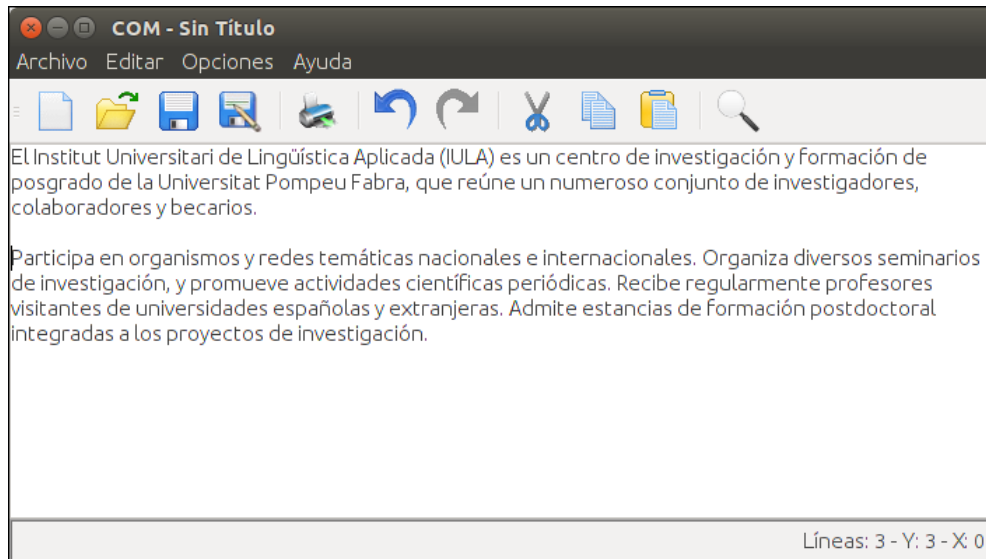 COM - Sin Título
Archivo Editar Opciones Ayuda
El Institut Universitari de Lingüística Aplicada (IULA) es un centro de investigación y formación de
posgrado de la Universitat Pompeu Fabra, que reúne un numeroso conjunto de investigadores,
colaboradores y becarios.
Participa en organismos y redes temáticas nacionales e internacionales. Organiza diversos seminarios
de investigación, y promueve actividades científicas periódicas. Recibe regularmente profesores
visitantes de universidades españolas y extranjeras. Admite estancias de formación postdoctoral
integradas a los proyectos de investigación.
Líneas: 3 - Y: 3 - X: 0